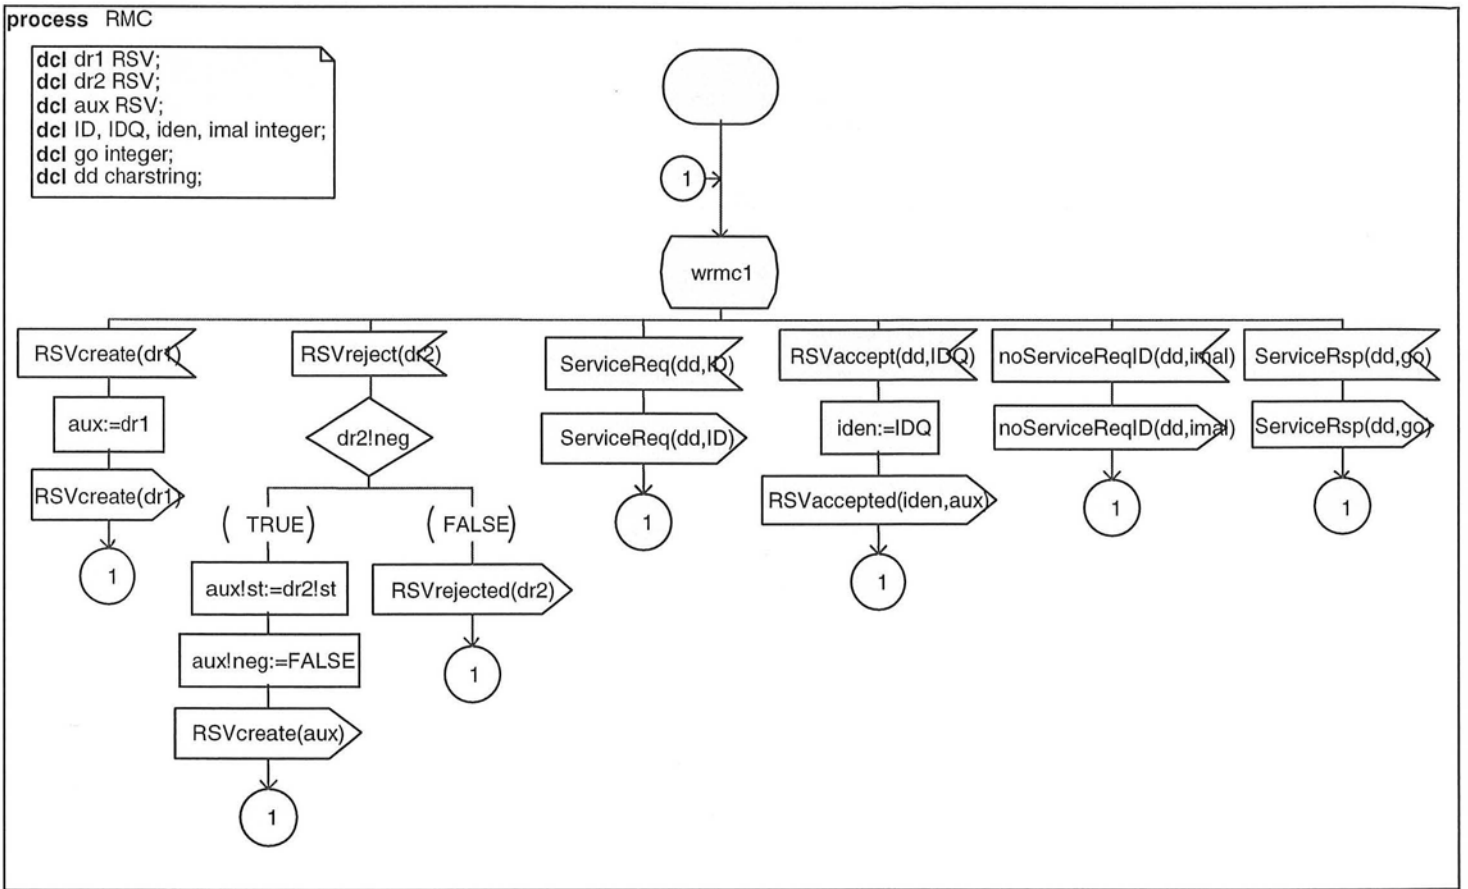 process RMC
dcl dr1 RSV;
dcl dr2 RSV;
dcl aux RSV;
dcl ID, IDQ, iden, imal integer;
dcl go integer;
dcl dd charstring;
1
wrmc1
RSVcreate(dr1)
RSVreject(dr2)
ServiceReq(dd,ID)
RSVaccept(dd,IDQ)
noServiceReqID(dd,imal)
ServiceRsp(dd,go)
aux:=dr1
dr2!neg
ServiceReq(dd,ID)
iden:=IDQ
noServiceReqID(dd,imal)
ServiceRsp(dd,go)
RSVcreate(dr1)
( TRUE )
( FALSE )
1
RSVaccepted(iden,aux)
1
1
1
aux!st:=dr2!st
RSVrejected(dr2)
1
aux!neg:=FALSE
1
RSVcreate(aux)
1